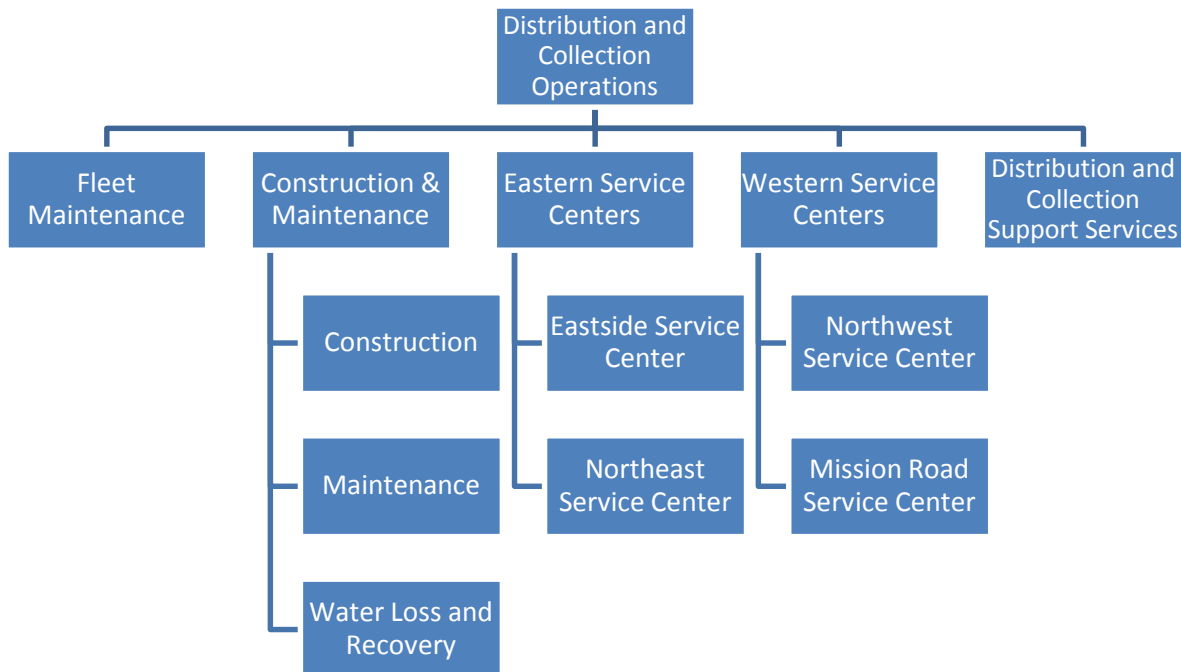 Distribution and
Collection
Operations
Fleet
Maintenance
Construction &
Maintenance
Eastern Service
Centers
Western Service
Centers
Distribution and
Collection
Support Services
Construction
Eastside Service
Center
Northwest
Service Center
Maintenance
Northeast
Service Center
Mission Road
Service Center
Water Loss and
Recovery